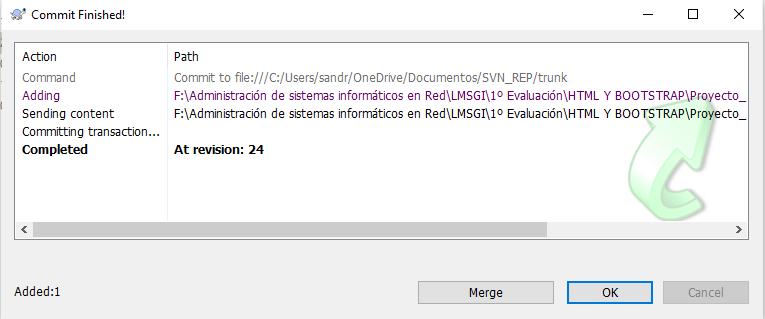 Commit Finished!
Action Path
Command Commit to file:///C:/Users/sandr/OneDrive/Documentos/SVN_REP/trunk
Adding F:\Administración de sistemas informáticos en Red\LMSGI\1º Evaluación\HTML Y BOOTSTRAP\Proyecto_
Sending content F:\Administración de sistemas informáticos en Red\LMSGI\1º Evaluación\HTML Y BOOTSTRAP\Proyecto_
Committing transaction...
Completed At revision: 24
Added:1 Merge OK Cancel